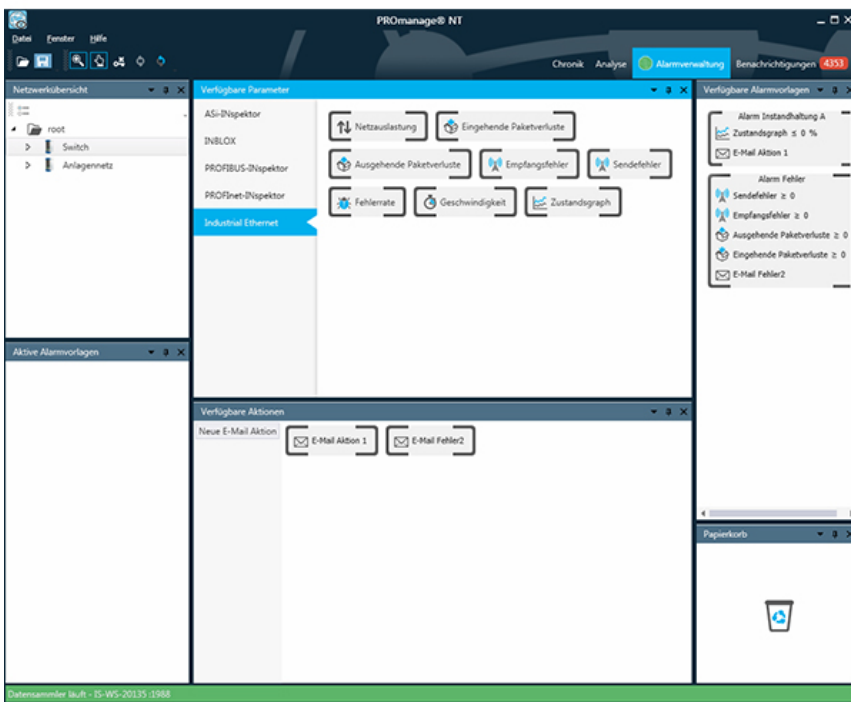 PROmanage® NT
Datei Fenster Hilfe
Chronik Analyse Alarmverwaltung Benachrichtigungen 4353
Netzwerkübersicht
root
Switch
Anlagennetz
Aktive Alarmvorlagen
Verfügbare Parameter
ASi-INspektor
INBLOX
PROFIBUS-INspektor
PROFInet-INspektor
Industrial Ethernet
Netzauslastung Eingehende Paketverluste
Ausgehende Paketverluste Empfangsfehler Sendefehler
Fehlerrate Geschwindigkeit Zustandsgraph
Verfügbare Aktionen
Neue E-Mail Aktion
E-Mail Aktion 1 E-Mail Fehler2
Verfügbare Alarmvorlagen
Alarm Instandhaltung A
Zustandsgraph ≤ 0 %
E-Mail Aktion 1
Alarm Fehler
Sendefehler ≥ 0
Empfangsfehler ≥ 0
Ausgehende Paketverluste ≥ 0
Eingehende Paketverluste ≥ 0
E-Mail Fehler2
Papierkorb
Datensammler läuft - IS-WS-20135 :1988